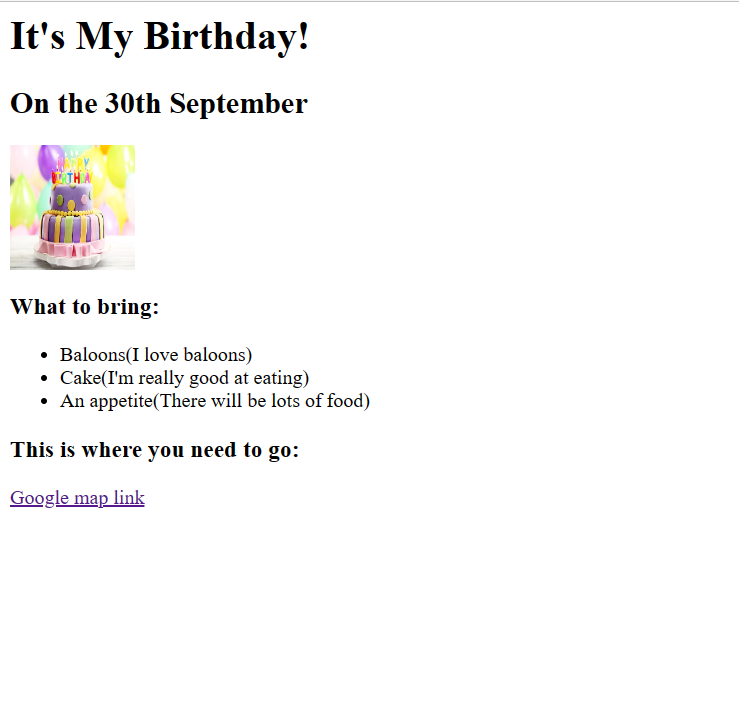 It's My Birthday!
On the 30th September
HAPPY
BIRTHDAY
What to bring:
Baloons(I love baloons)
Cake(I'm really good at eating)
An appetite(There will be lots of food)
This is where you need to go:
Google map link